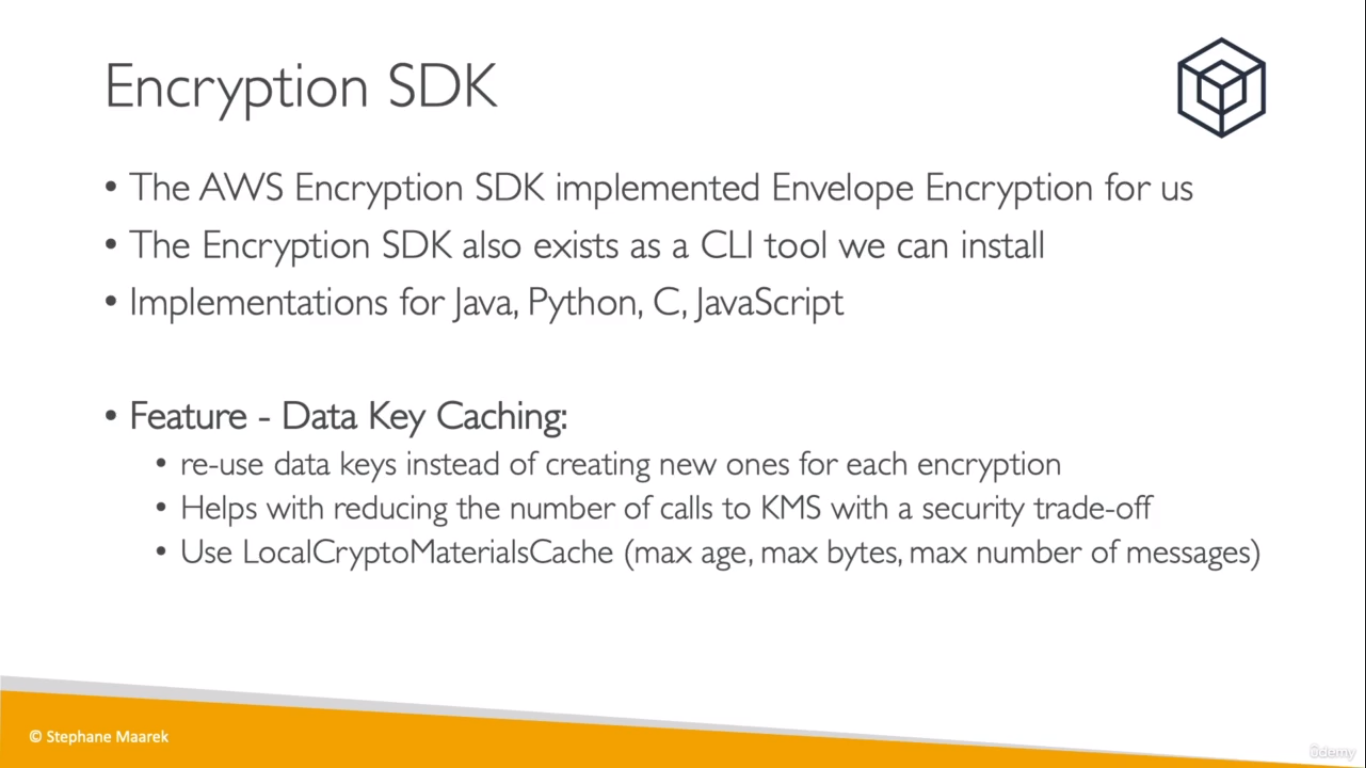 Encryption SDK
• The AWS Encryption SDK implemented Envelope Encryption for us
• The Encryption SDK also exists as a CLI tool we can install
• Implementations for Java, Python, C, JavaScript
• Feature - Data Key Caching:
• re-use data keys instead of creating new ones for each encryption
• Helps with reducing the number of calls to KMS with a security trade-off
• Use LocalCryptoMaterialsCache (max age, max bytes, max number of messages)
© Stephane Maarek
ûdemy